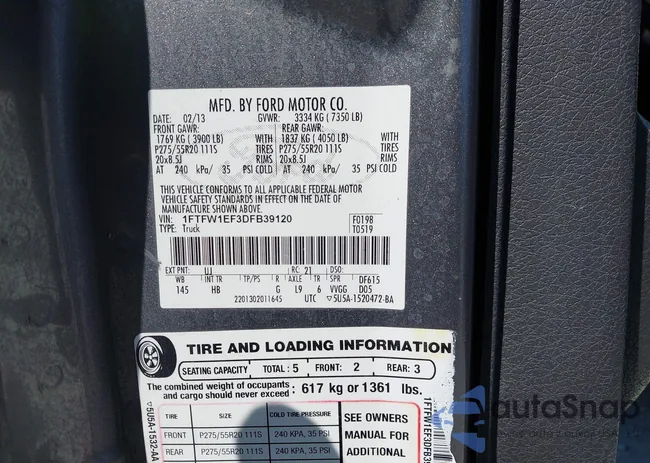 MFD. BY FORD MOTOR CO.
DATE: 02/13 GVWR: 3334 KG ( 7350 LB)
FRONT GAWR: REAR GAWR:
1769 KG ( 3900 LB) WITH 1837 KG ( 4050 LB) WITH
P275/55R20 111S TIRES P275/55R20 111S TIRES
20x8.5J RIMS 20x8.5J RIMS
AT 240 kPa/ 35 PSI COLD AT 240 kPa/ 35 PSI COLD
THIS VEHICLE CONFORMS TO ALL APPLICABLE FEDERAL MOTOR
VEHICLE SAFETY STANDARDS IN EFFECT ON THE DATE OF
MANUFACTURE SHOWN ABOVE.
VIN: 1FTFW1EF3DFB39120 F0198
TYPE: Truck T0519
EXT PNT: UJ RC: 21 DSO:
WB INT TR TP/PS R AXLE TR SPR DF615
145 HB G L9 6 VVGG D05
2201302011645 UTC ▽5U5A-1520472-BA
TIRE AND LOADING INFORMATION
SEATING CAPACITY TOTAL: 5 FRONT: 2 REAR: 3
The combined weight of occupants and cargo should never exceed: 617 kg or 1361 lbs.
TIRE SIZE COLD TIRE PRESSURE
FRONT P275/55R20 111S 240 KPA, 35 PSI
REAR P275/55R20 111S 240 KPA, 35 PSI
SEE OWNERS
MANUAL FOR
ADDITIONAL
▽5U5A-1532-AA
1FTFW1EF3DFB39
autoSnap